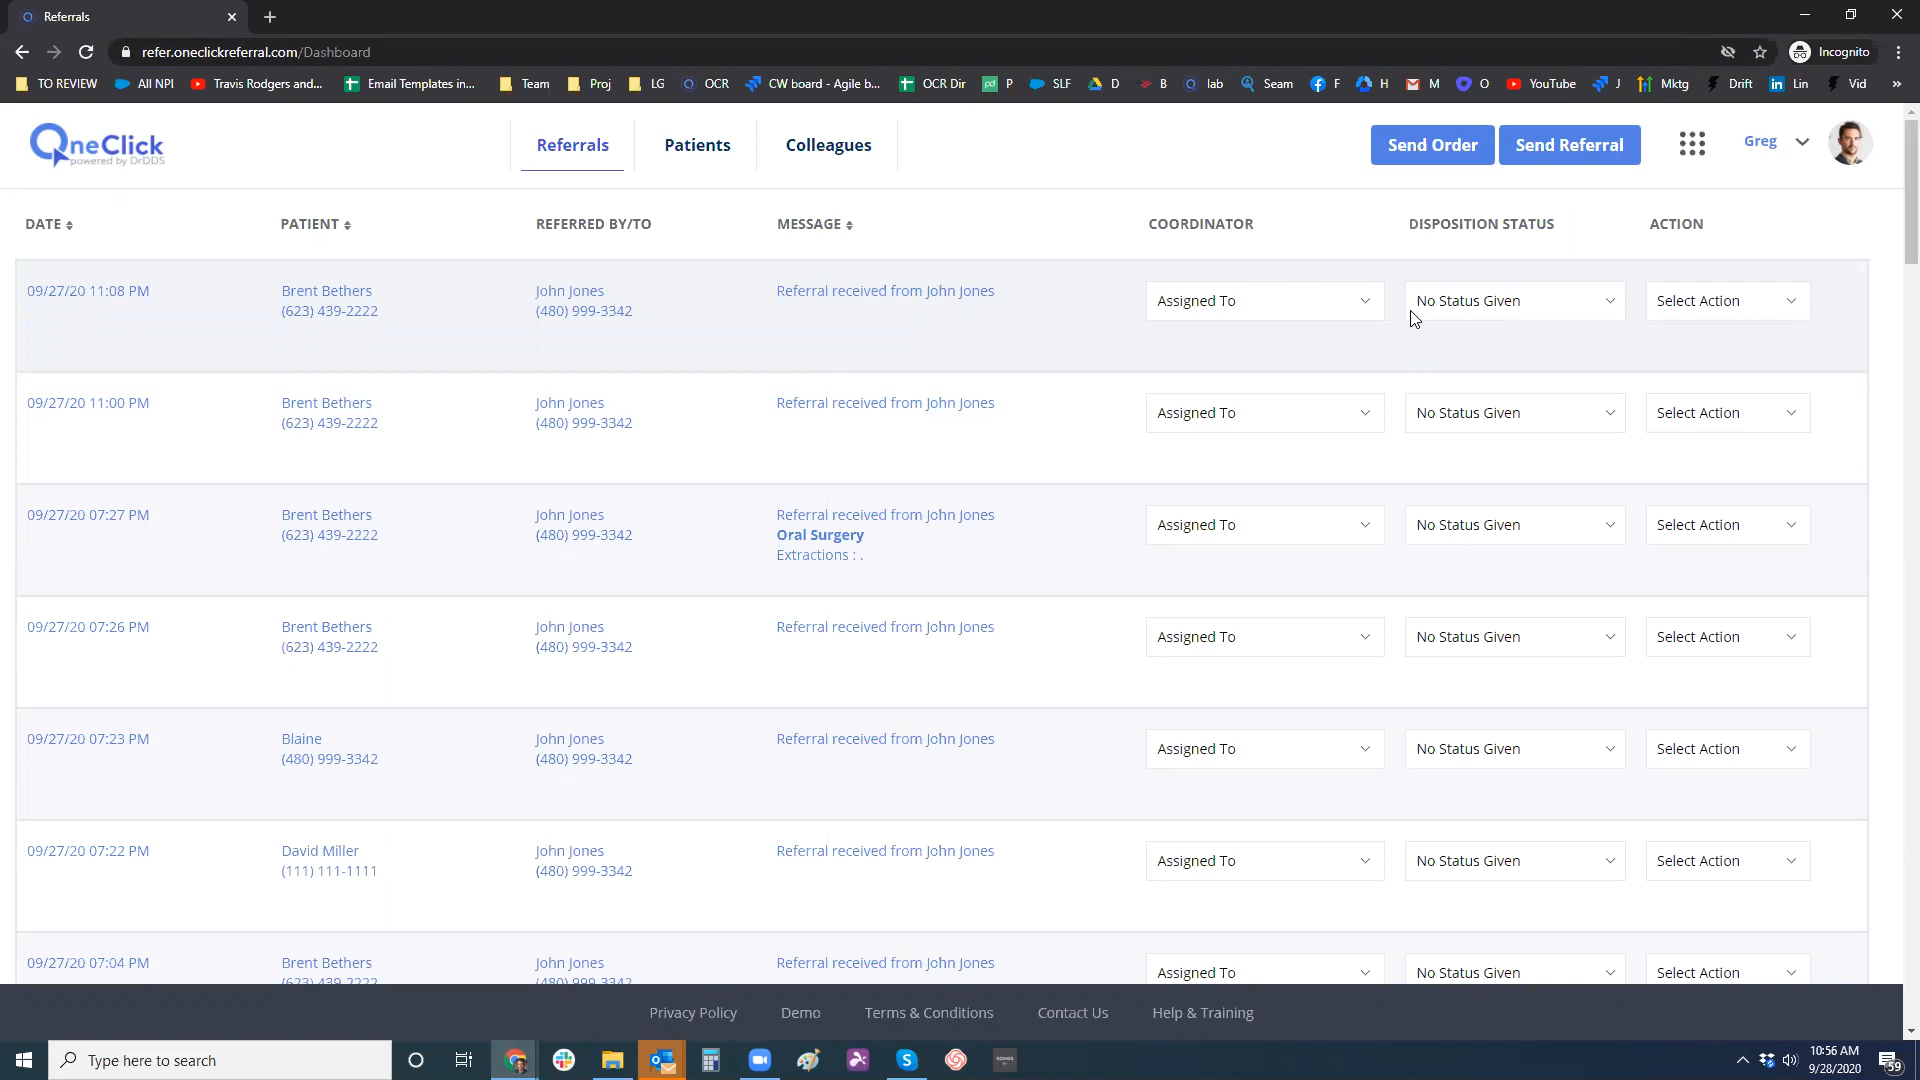 Referrals
refer.oneclickreferral.com/Dashboard
Incognito
TO REVIEW All NPI Travis Rodgers and... Email Templates in... Team Proj LG OCR CW board - Agile b... OCR Dir P SLF D B lab Seam F H M O YouTube J Mktg Drift Lin Vid »
OneClick
powered by DrDDS
Referrals Patients Colleagues
Send Order Send Referral Greg
DATE PATIENT REFERRED BY/TO MESSAGE COORDINATOR DISPOSITION STATUS ACTION
09/27/20 11:08 PM Brent Bethers John Jones Referral received from John Jones Assigned To No Status Given Select Action
(623) 439-2222 (480) 999-3342
09/27/20 11:00 PM Brent Bethers John Jones Referral received from John Jones Assigned To No Status Given Select Action
(623) 439-2222 (480) 999-3342
09/27/20 07:27 PM Brent Bethers John Jones Referral received from John Jones Assigned To No Status Given Select Action
(623) 439-2222 (480) 999-3342 Oral Surgery
Extractions : .
09/27/20 07:26 PM Brent Bethers John Jones Referral received from John Jones Assigned To No Status Given Select Action
(623) 439-2222 (480) 999-3342
09/27/20 07:23 PM Blaine John Jones Referral received from John Jones Assigned To No Status Given Select Action
(480) 999-3342 (480) 999-3342
09/27/20 07:22 PM David Miller John Jones Referral received from John Jones Assigned To No Status Given Select Action
(111) 111-1111 (480) 999-3342
09/27/20 07:04 PM Brent Bethers John Jones Referral received from John Jones Assigned To No Status Given Select Action
(623) 439-2222 (480) 999-3342
Privacy Policy Demo Terms & Conditions Contact Us Help & Training
Type here to search
10:56 AM
9/28/2020
59